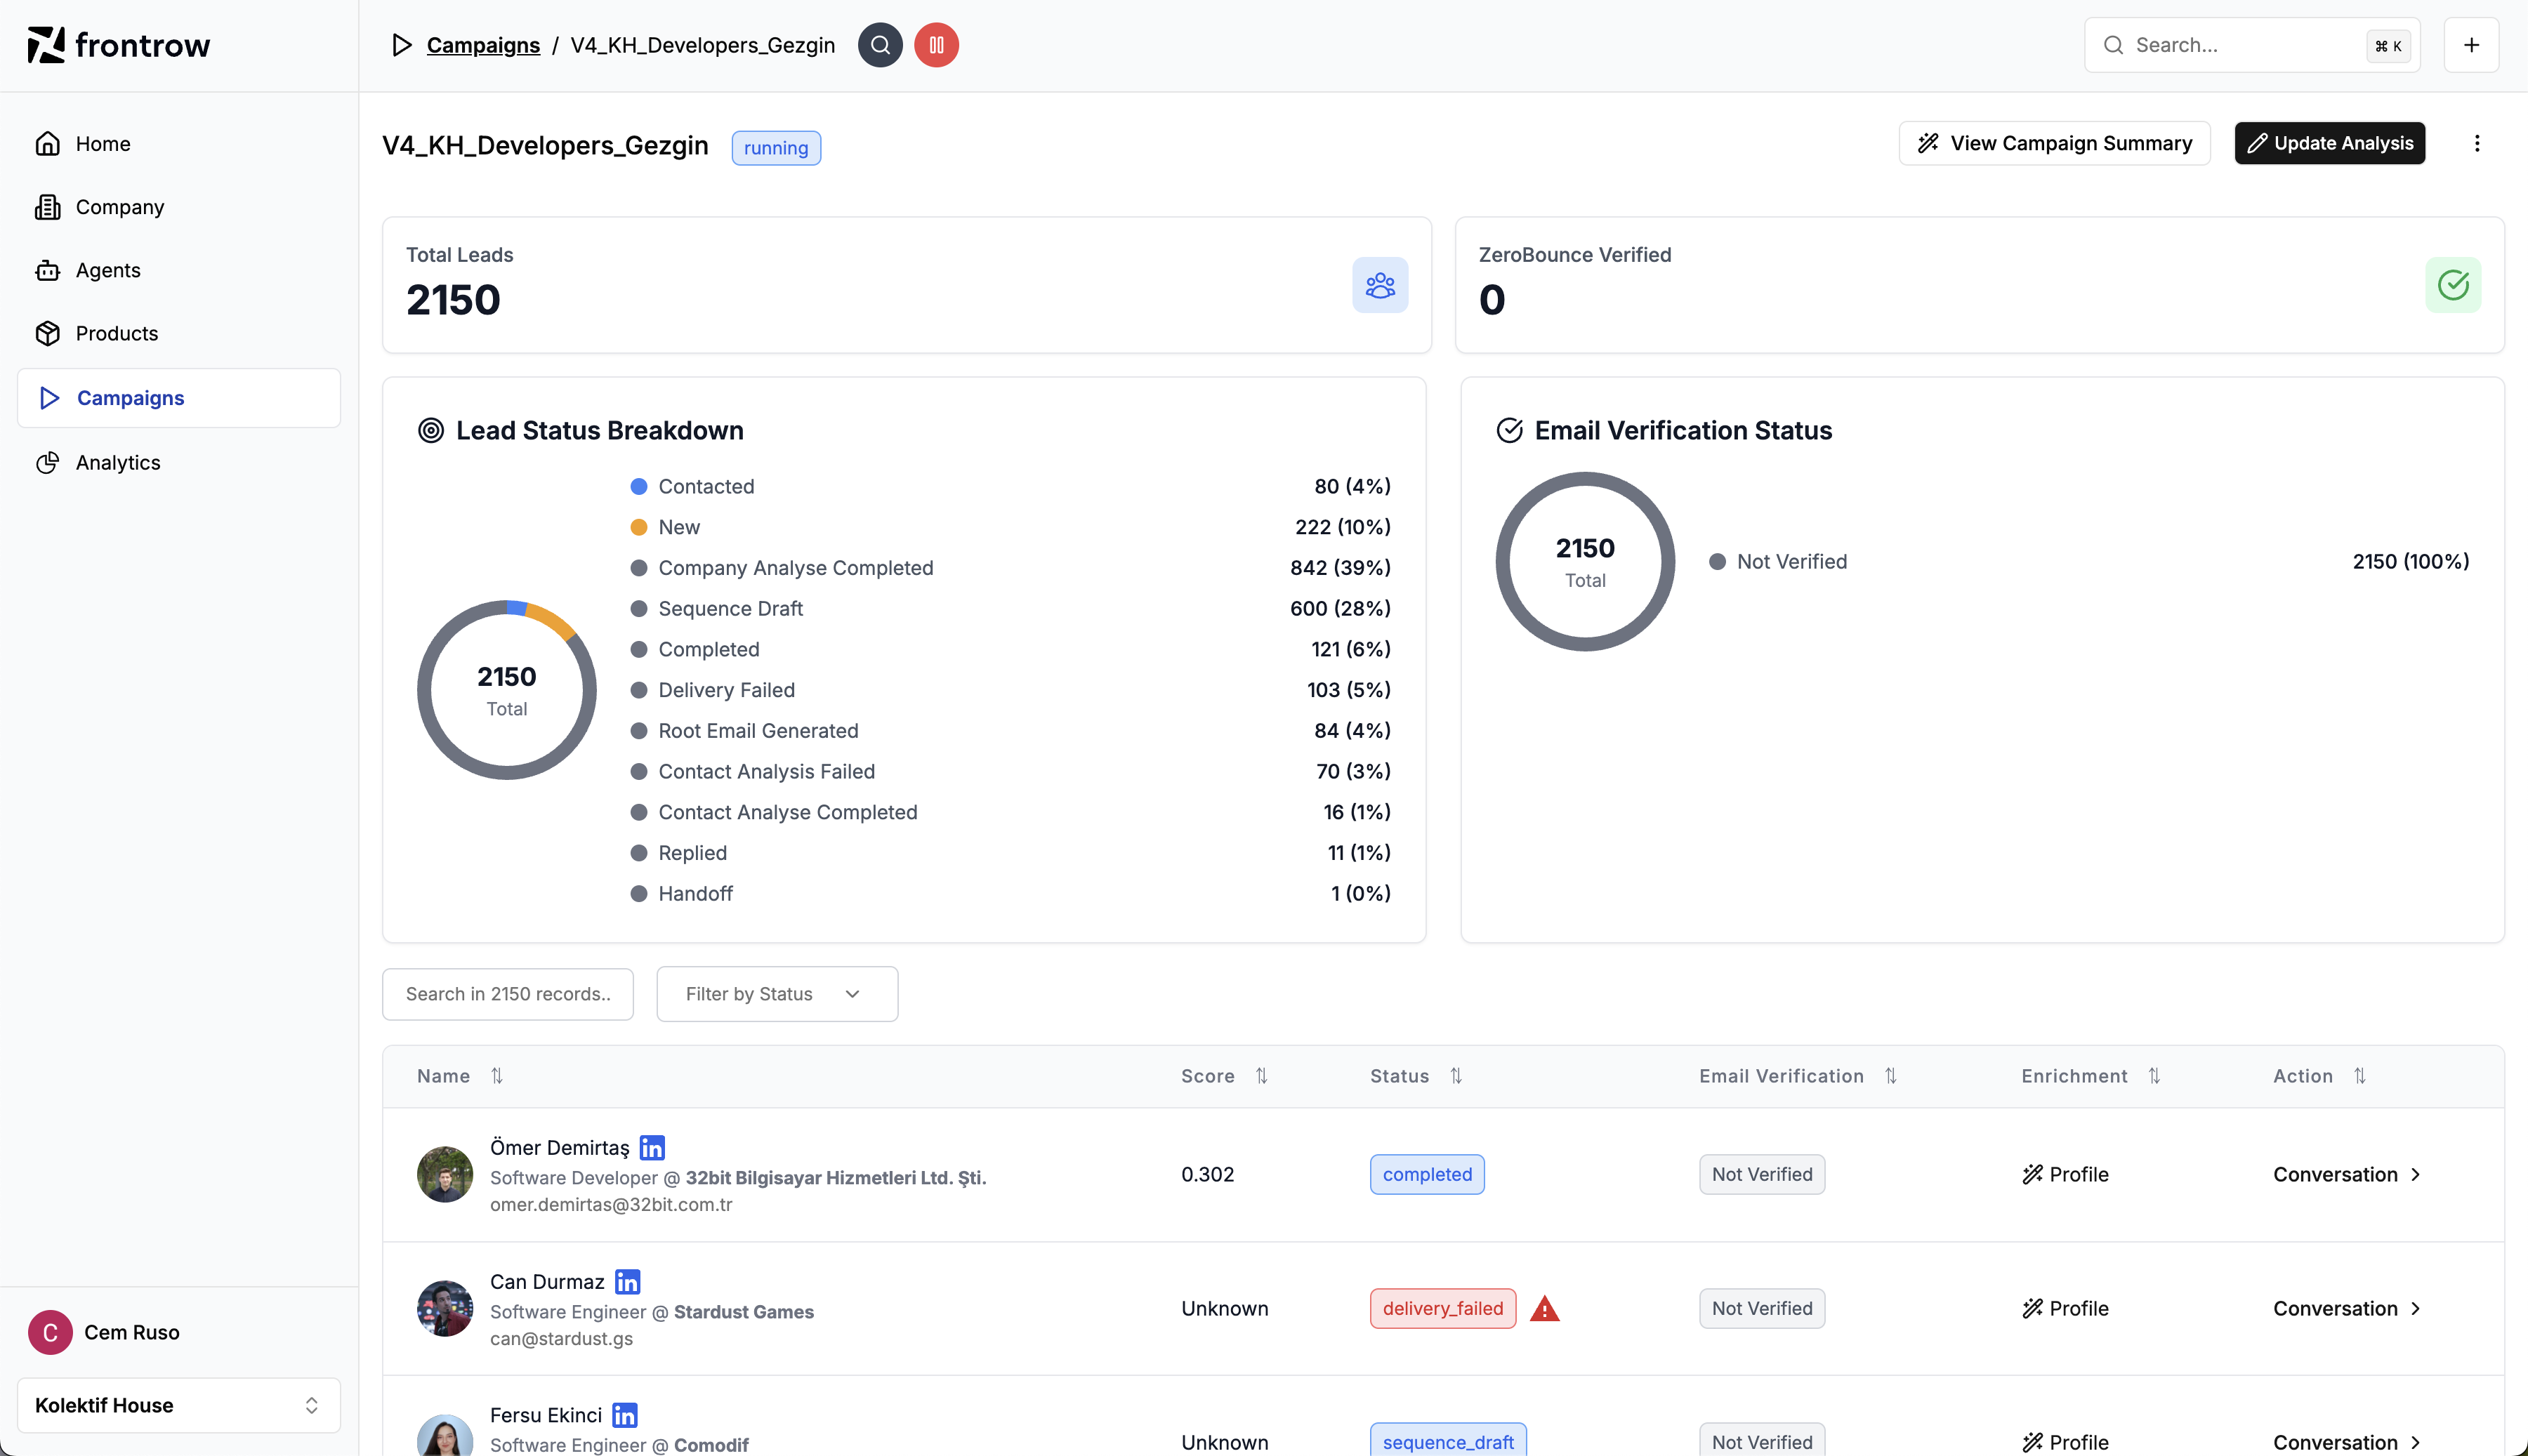 frontrow
Campaigns / V4_KH_Developers_Gezgin
Search...
⌘ K
Home
Company
Agents
Products
Campaigns
Analytics
V4_KH_Developers_Gezgin
running
View Campaign Summary
Update Analysis
Total Leads
2150
ZeroBounce Verified
0
Lead Status Breakdown
2150
Total
Contacted 80 (4%)
New 222 (10%)
Company Analyse Completed 842 (39%)
Sequence Draft 600 (28%)
Completed 121 (6%)
Delivery Failed 103 (5%)
Root Email Generated 84 (4%)
Contact Analysis Failed 70 (3%)
Contact Analyse Completed 16 (1%)
Replied 11 (1%)
Handoff 1 (0%)
Email Verification Status
2150
Total
Not Verified 2150 (100%)
Search in 2150 records..
Filter by Status
Name Score Status Email Verification Enrichment Action
Ömer Demirtaş
Software Developer @ 32bit Bilgisayar Hizmetleri Ltd. Şti.
omer.demirtas@32bit.com.tr
0.302 completed Not Verified Profile Conversation
Can Durmaz
Software Engineer @ Stardust Games
can@stardust.gs
Unknown delivery_failed Not Verified Profile Conversation
Fersu Ekinci
Software Engineer @ Comodif
Unknown sequence_draft Not Verified Profile Conversation
C
Cem Ruso
Kolektif House